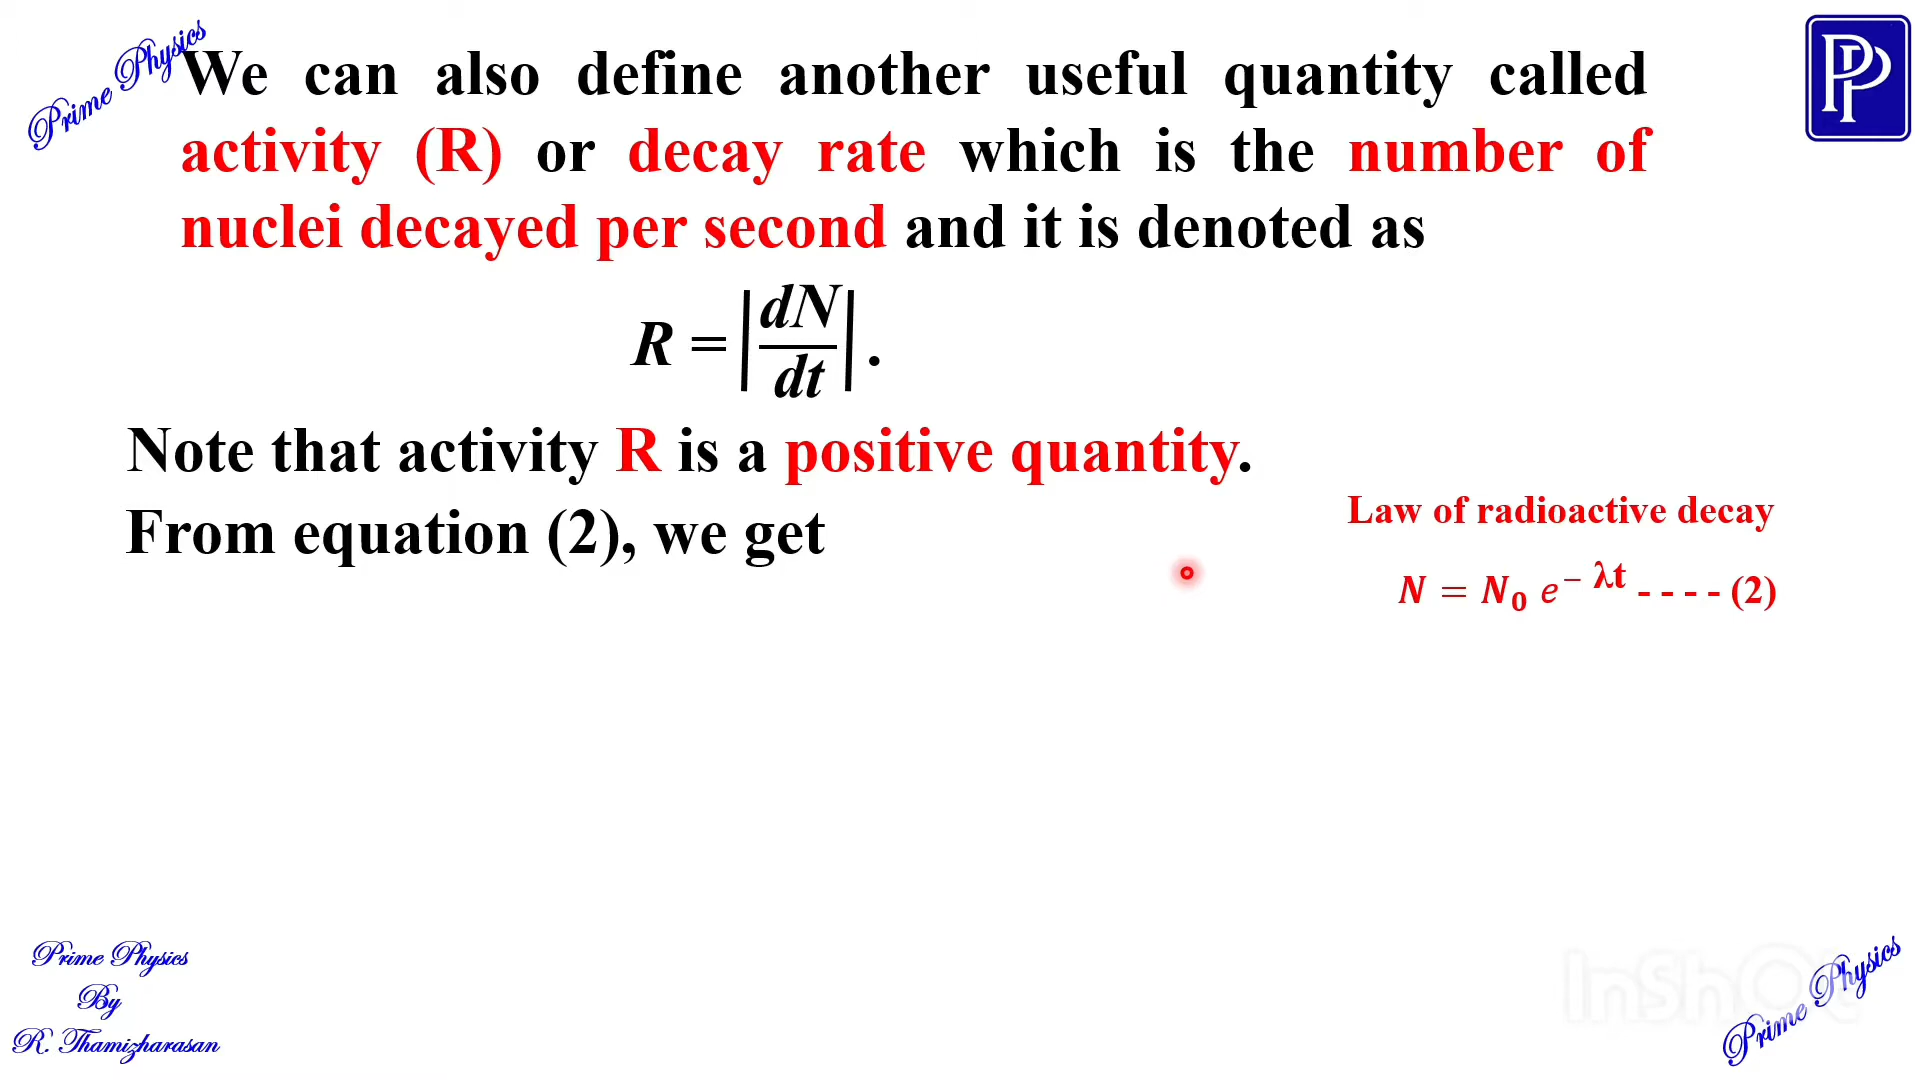 Prime Physics
We can also define another useful quantity called
activity (R) or decay rate which is the number of
nuclei decayed per second and it is denoted as
R = |dN/dt| .
Note that activity R is a positive quantity.
From equation (2), we get
Law of radioactive decay
N = N₀ e^(− λt) - - - - (2)
Prime Physics
By
R. Thamizharasan
InShOt
Prime Physics